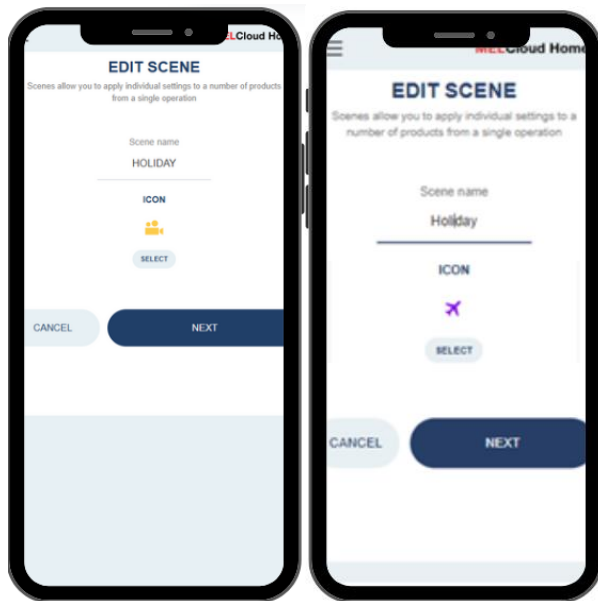 LCloud Ho
EDIT SCENE
Scenes allow you to apply individual settings to a number of products
from a single operation
Scene name
HOLIDAY
ICON
SELECT
CANCEL
NEXT
MELCloud Home
EDIT SCENE
Scenes allow you to apply individual settings to a
number of products from a single operation
Scene name
Holiday
ICON
SELECT
CANCEL
NEXT